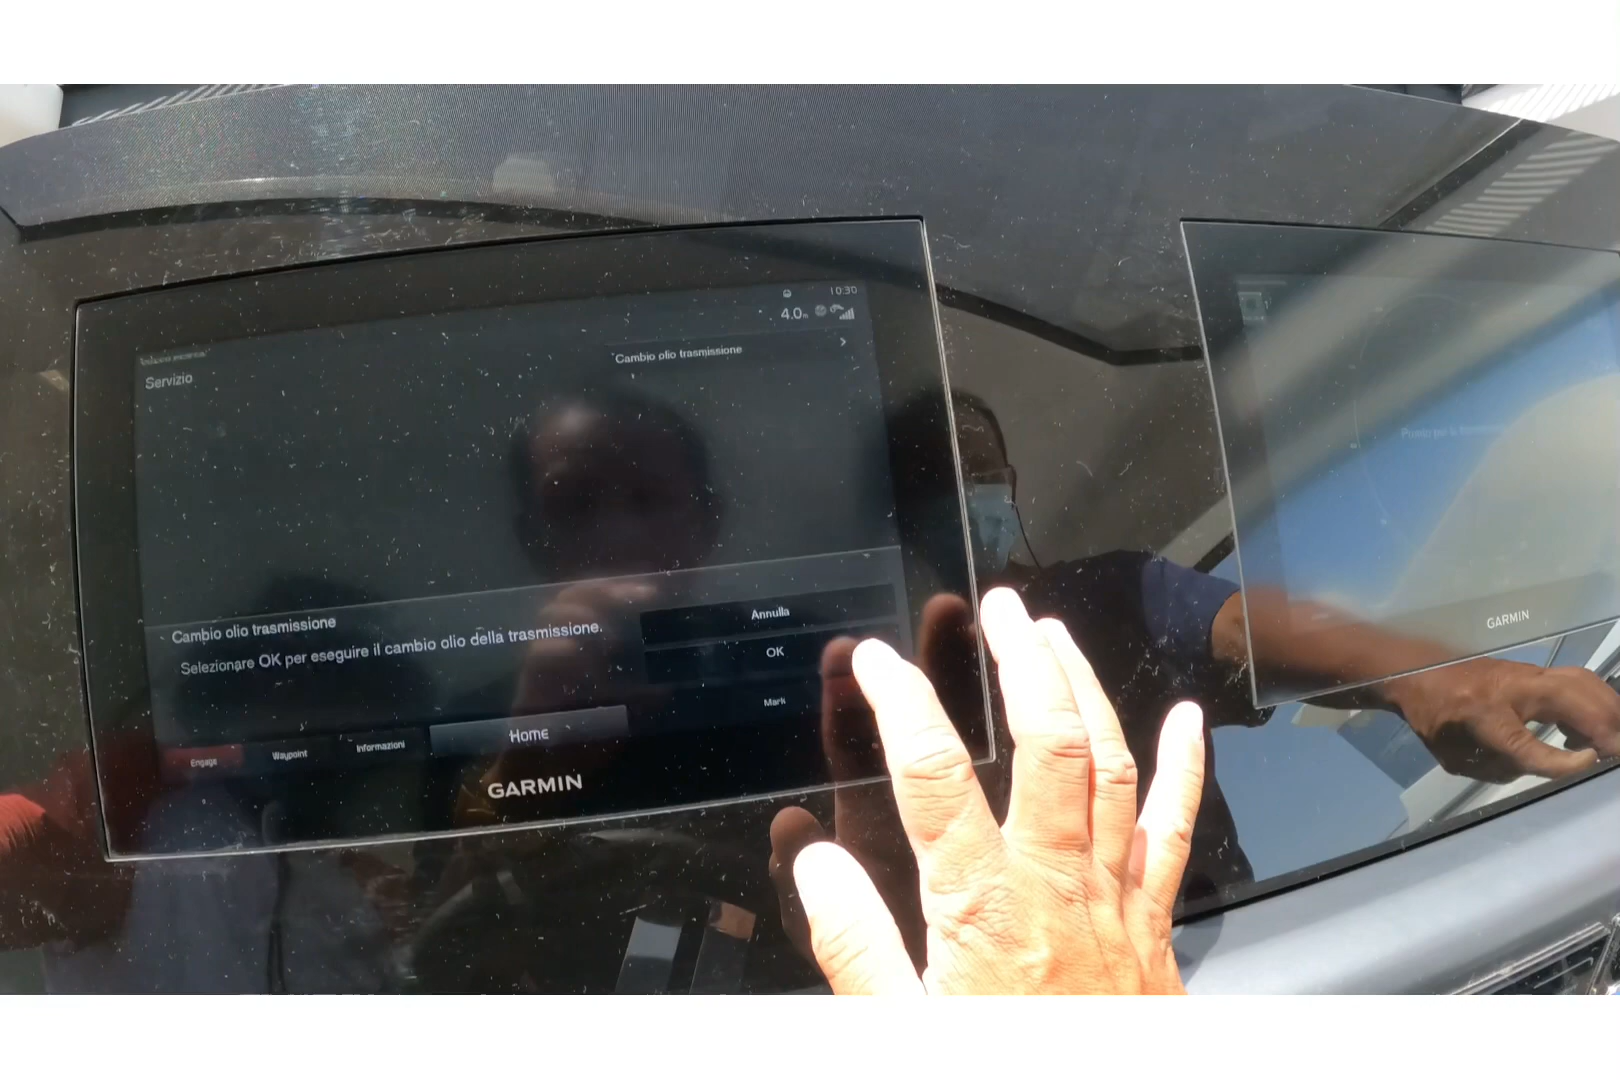 10:30
4.0m
Servizio
Cambio olio trasmissione
Cambio olio trasmissione
Selezionare OK per eseguire il cambio olio della trasmissione.
Annulla
OK
Mark
Engage
Waypoint
Informazioni
Home
GARMIN
GARMIN